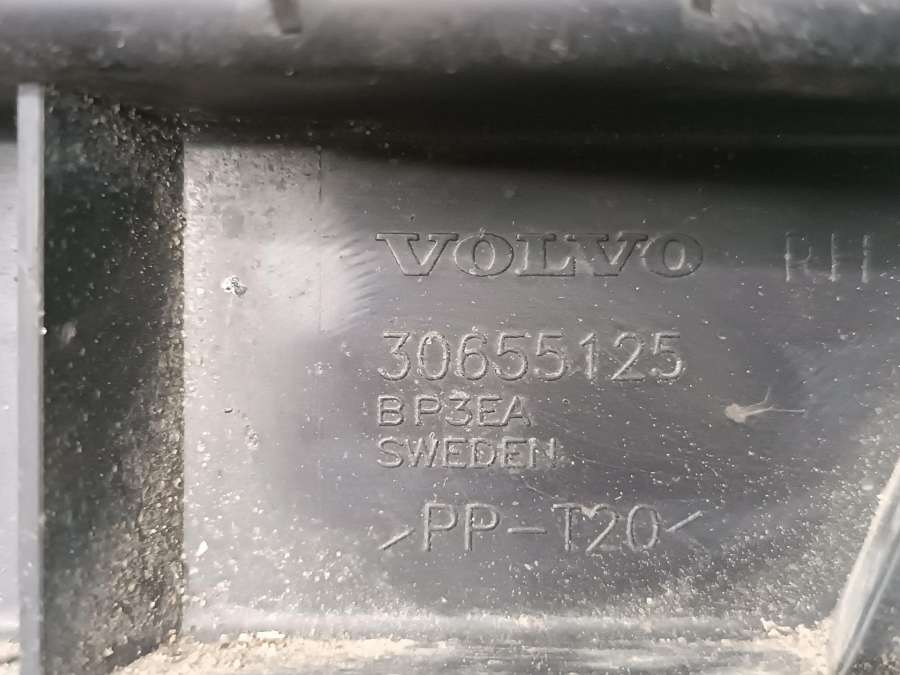 VOLVO RH
30655125
BP3EA
SWEDEN
>PP-T20<